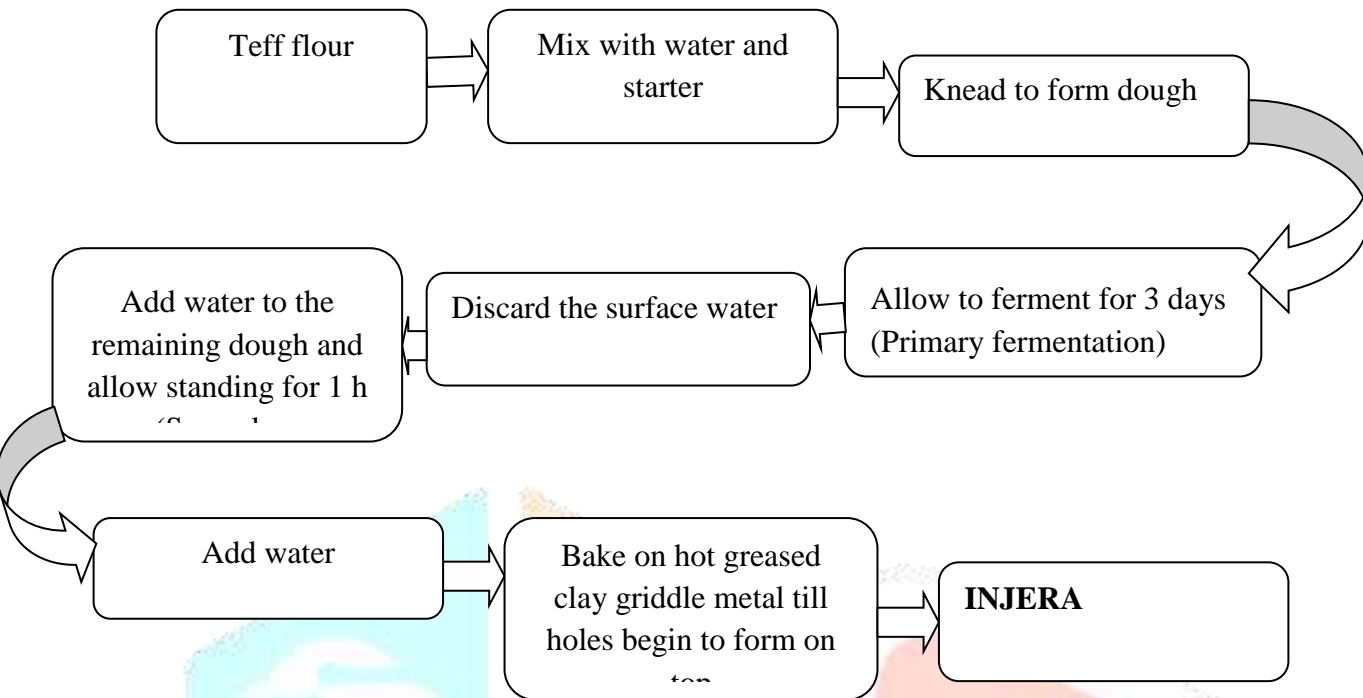 Teff flour
Mix with water and
starter
Knead to form dough
Allow to ferment for 3 days
(Primary fermentation)
Discard the surface water
Add water to the
remaining dough and
allow standing for 1 h
Add water
Bake on hot greased
clay griddle metal till
holes begin to form on
top
INJERA